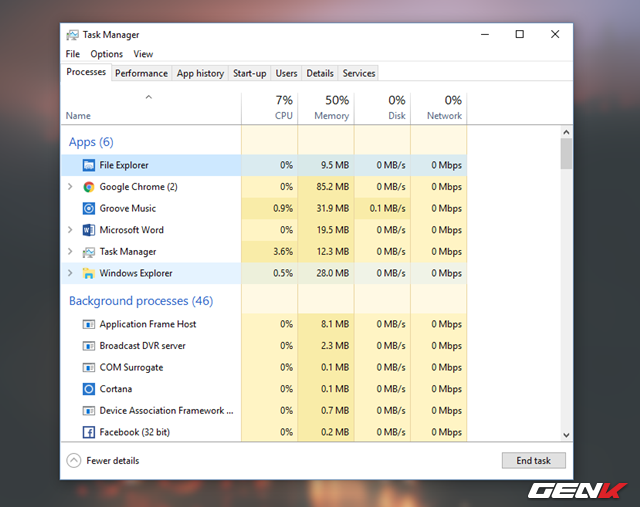 Task Manager
File Options View
Processes Performance App history Start-up Users Details Services
7% 50% 0% 0%
Name CPU Memory Disk Network
Apps (6)
File Explorer 0% 9.5 MB 0 MB/s 0 Mbps
Google Chrome (2) 0% 85.2 MB 0 MB/s 0 Mbps
Groove Music 0.9% 31.9 MB 0.1 MB/s 0 Mbps
Microsoft Word 0% 19.5 MB 0 MB/s 0 Mbps
Task Manager 3.6% 12.3 MB 0 MB/s 0 Mbps
Windows Explorer 0.5% 28.0 MB 0 MB/s 0 Mbps
Background processes (46)
Application Frame Host 0% 8.1 MB 0 MB/s 0 Mbps
Broadcast DVR server 0% 2.3 MB 0 MB/s 0 Mbps
COM Surrogate 0% 0.1 MB 0 MB/s 0 Mbps
Cortana 0% 0.1 MB 0 MB/s 0 Mbps
Device Association Framework ... 0% 0.7 MB 0 MB/s 0 Mbps
Facebook (32 bit) 0% 0.2 MB 0 MB/s 0 Mbps
Fewer details End task
GENK